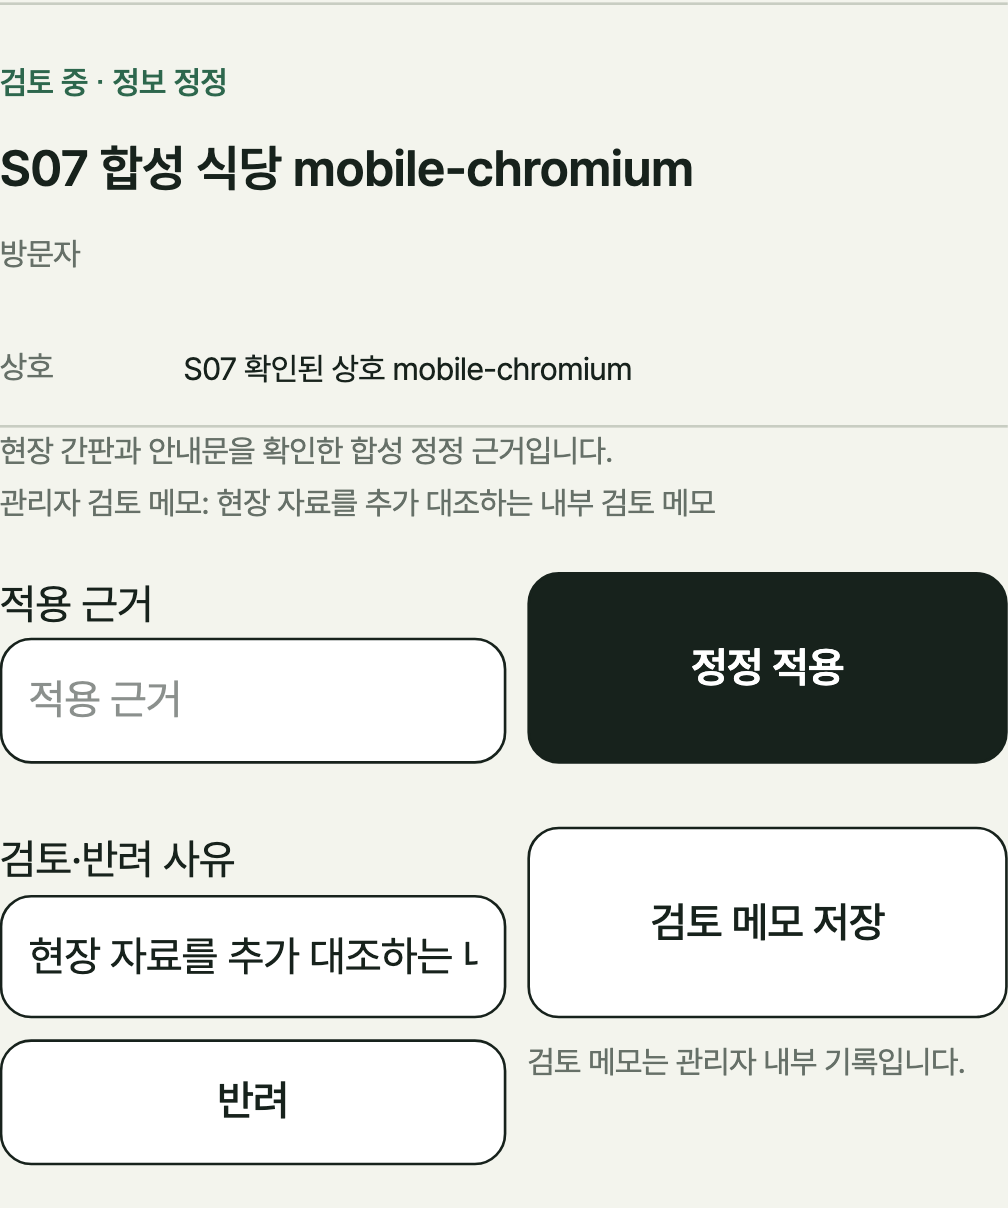 검토 중 · 정보 정정
S07 합성 식당 mobile-chromium
방문자
상호 S07 확인된 상호 mobile-chromium
현장 간판과 안내문을 확인한 합성 정정 근거입니다.
관리자 검토 메모: 현장 자료를 추가 대조하는 내부 검토 메모
적용 근거
적용 근거
정정 적용
검토·반려 사유
현장 자료를 추가 대조하는
검토 메모 저장
반려
검토 메모는 관리자 내부 기록입니다.